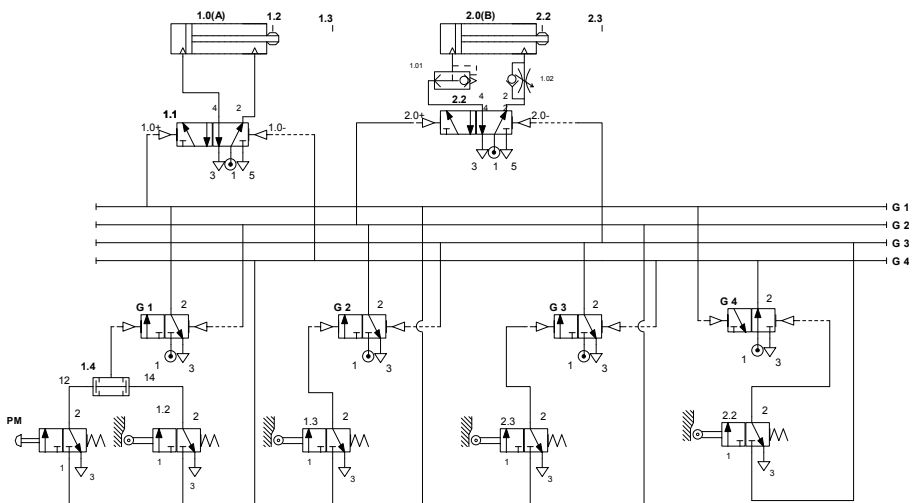 1.0(A) 1.2 1.3 2.0(B) 2.2 2.3
1.01 1.02
1.1 4 2 2.2 4 2
4 2
1.0+ 1.0- 2.0+ 2.0-
3 1 5 3 1 5
G 1
G 2
G 3
G 4
G 1 2 G 2 2 G 3 2 G 4 2
1 3 1 3 1 3 1 3
1.4
12 14
PM 2 1.2 2 1.3 2 2.3 2 2.2 2
1 3 1 3 1 3 1 3 1 3